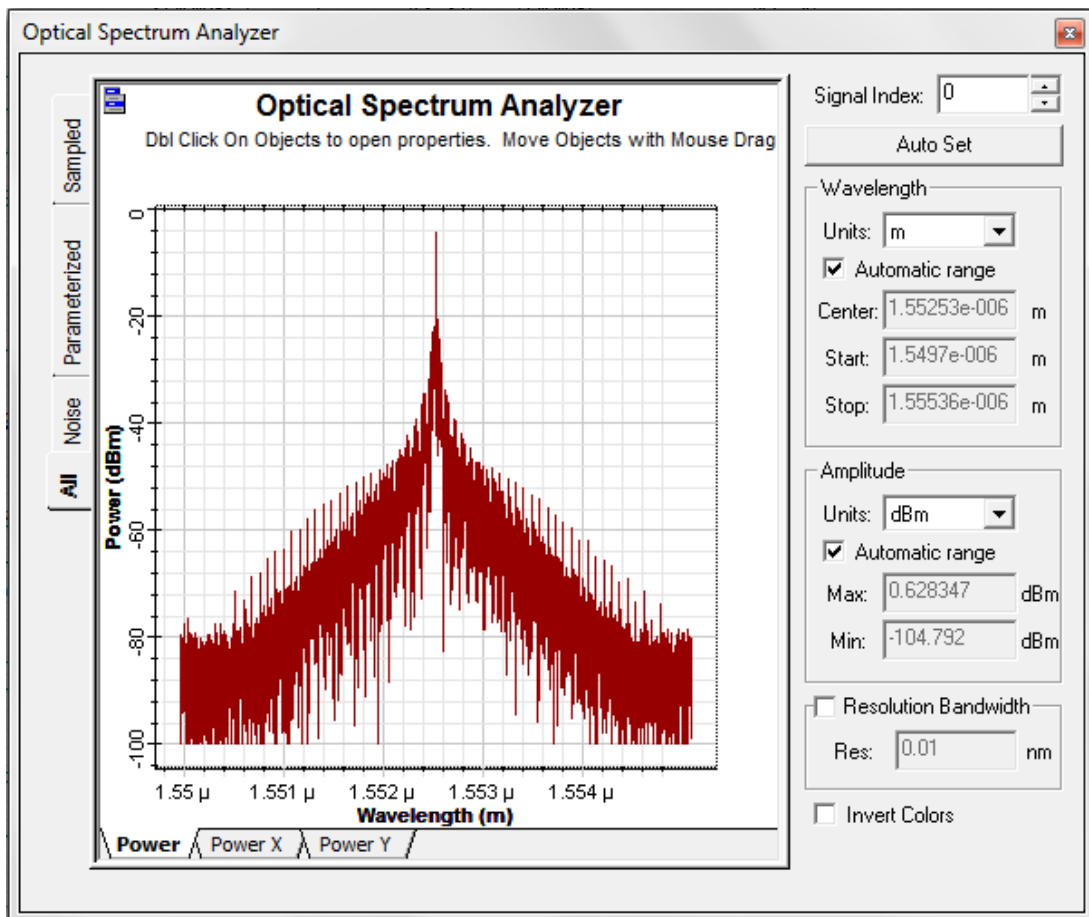 Optical Spectrum Analyzer
Sampled
Parameterized
Noise
All
Optical Spectrum Analyzer
Dbl Click On Objects to open properties.  Move Objects with Mouse Drag
Power (dBm)
0
-20
-40
-60
-80
-100
1.55 µ 1.551 µ 1.552 µ 1.553 µ 1.554 µ
Wavelength (m)
Power Power X Power Y
Signal Index: 0
Auto Set
Wavelength
Units: m
Automatic range
Center: 1.55253e-006 m
Start: 1.5497e-006 m
Stop: 1.55536e-006 m
Amplitude
Units: dBm
Automatic range
Max: 0.628347 dBm
Min: -104.792 dBm
Resolution Bandwidth
Res: 0.01 nm
Invert Colors